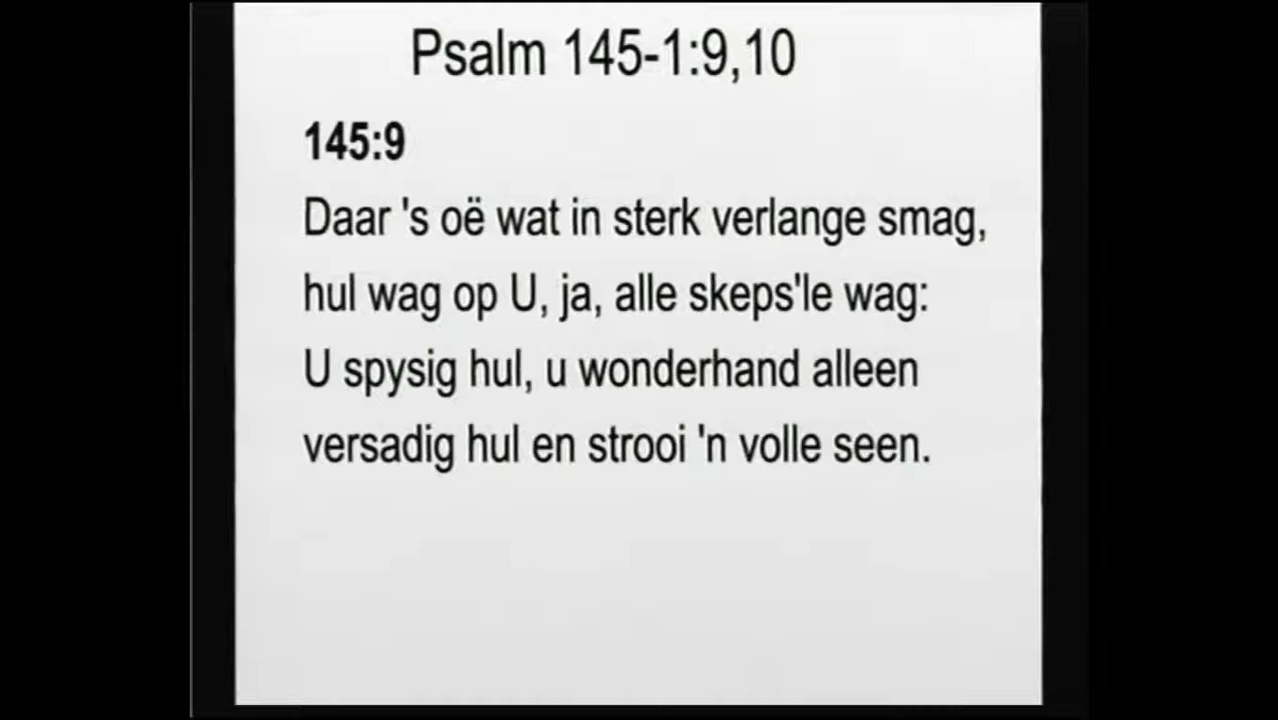 Psalm 145-1:9,10
145:9
Daar 's oë wat in sterk verlange smag,
hul wag op U, ja, alle skeps'le wag:
U spysig hul, u wonderhand alleen
versadig hul en strooi 'n volle seen.